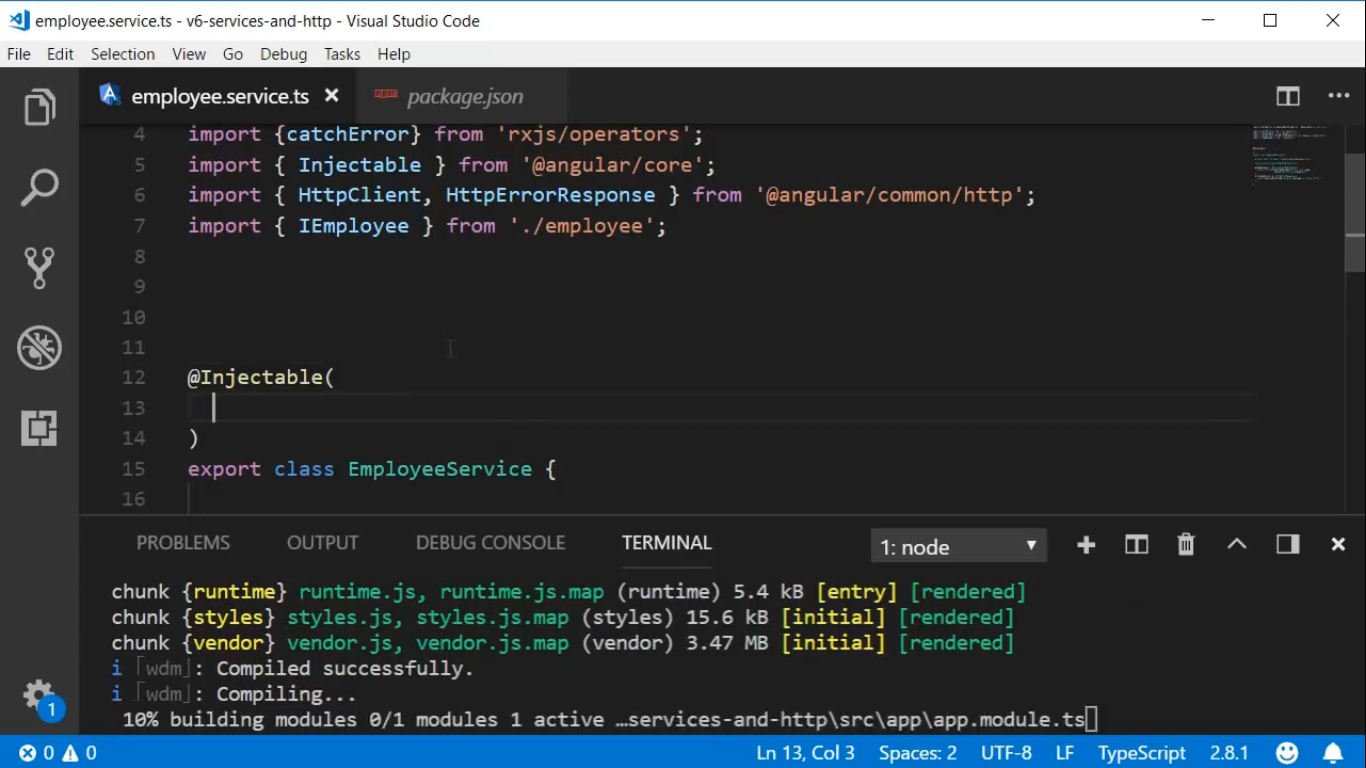 employee.service.ts - v6-services-and-http - Visual Studio Code
File Edit Selection View Go Debug Tasks Help
employee.service.ts package.json
4 import {catchError} from 'rxjs/operators';
5 import { Injectable } from '@angular/core';
6 import { HttpClient, HttpErrorResponse } from '@angular/common/http';
7 import { IEmployee } from './employee';
8
9
10
11
12 @Injectable(
13
14 )
15 export class EmployeeService {
16
PROBLEMS OUTPUT DEBUG CONSOLE TERMINAL 1: node
chunk {runtime} runtime.js, runtime.js.map (runtime) 5.4 kB [entry] [rendered]
chunk {styles} styles.js, styles.js.map (styles) 15.6 kB [initial] [rendered]
chunk {vendor} vendor.js, vendor.js.map (vendor) 3.47 MB [initial] [rendered]
i 「wdm」: Compiled successfully.
i 「wdm」: Compiling...
10% building modules 0/1 modules 1 active …services-and-http\src\app\app.module.ts
1
0 0 Ln 13, Col 3 Spaces: 2 UTF-8 LF TypeScript 2.8.1